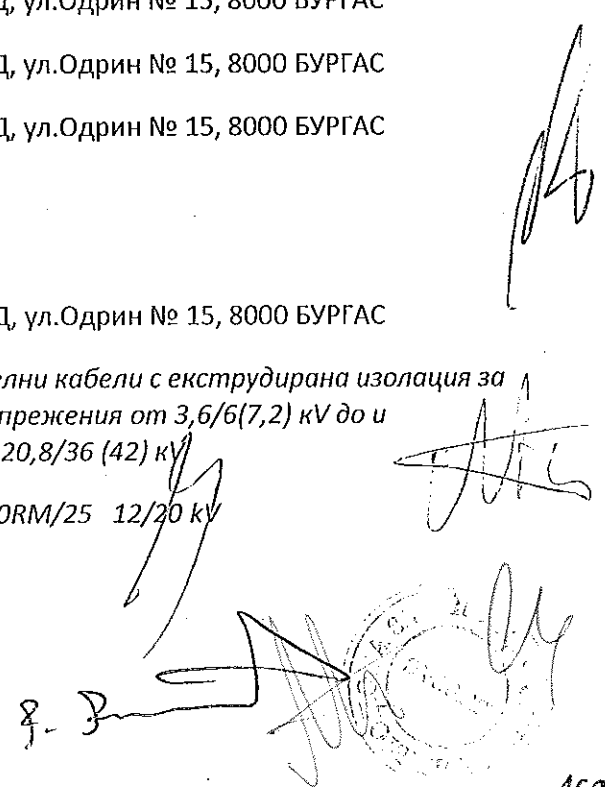 Д, ул.Одрин № 15, 8000 БУРГАС
Д, ул.Одрин № 15, 8000 БУРГАС
Д, ул.Одрин № 15, 8000 БУРГАС
Д, ул.Одрин № 15, 8000 БУРГАС
елни кабели с екструдирана изолация за
прежения от 3,6/6(7,2) kV до и
20,8/36 (42) kV
0RM/25 12/20 kV